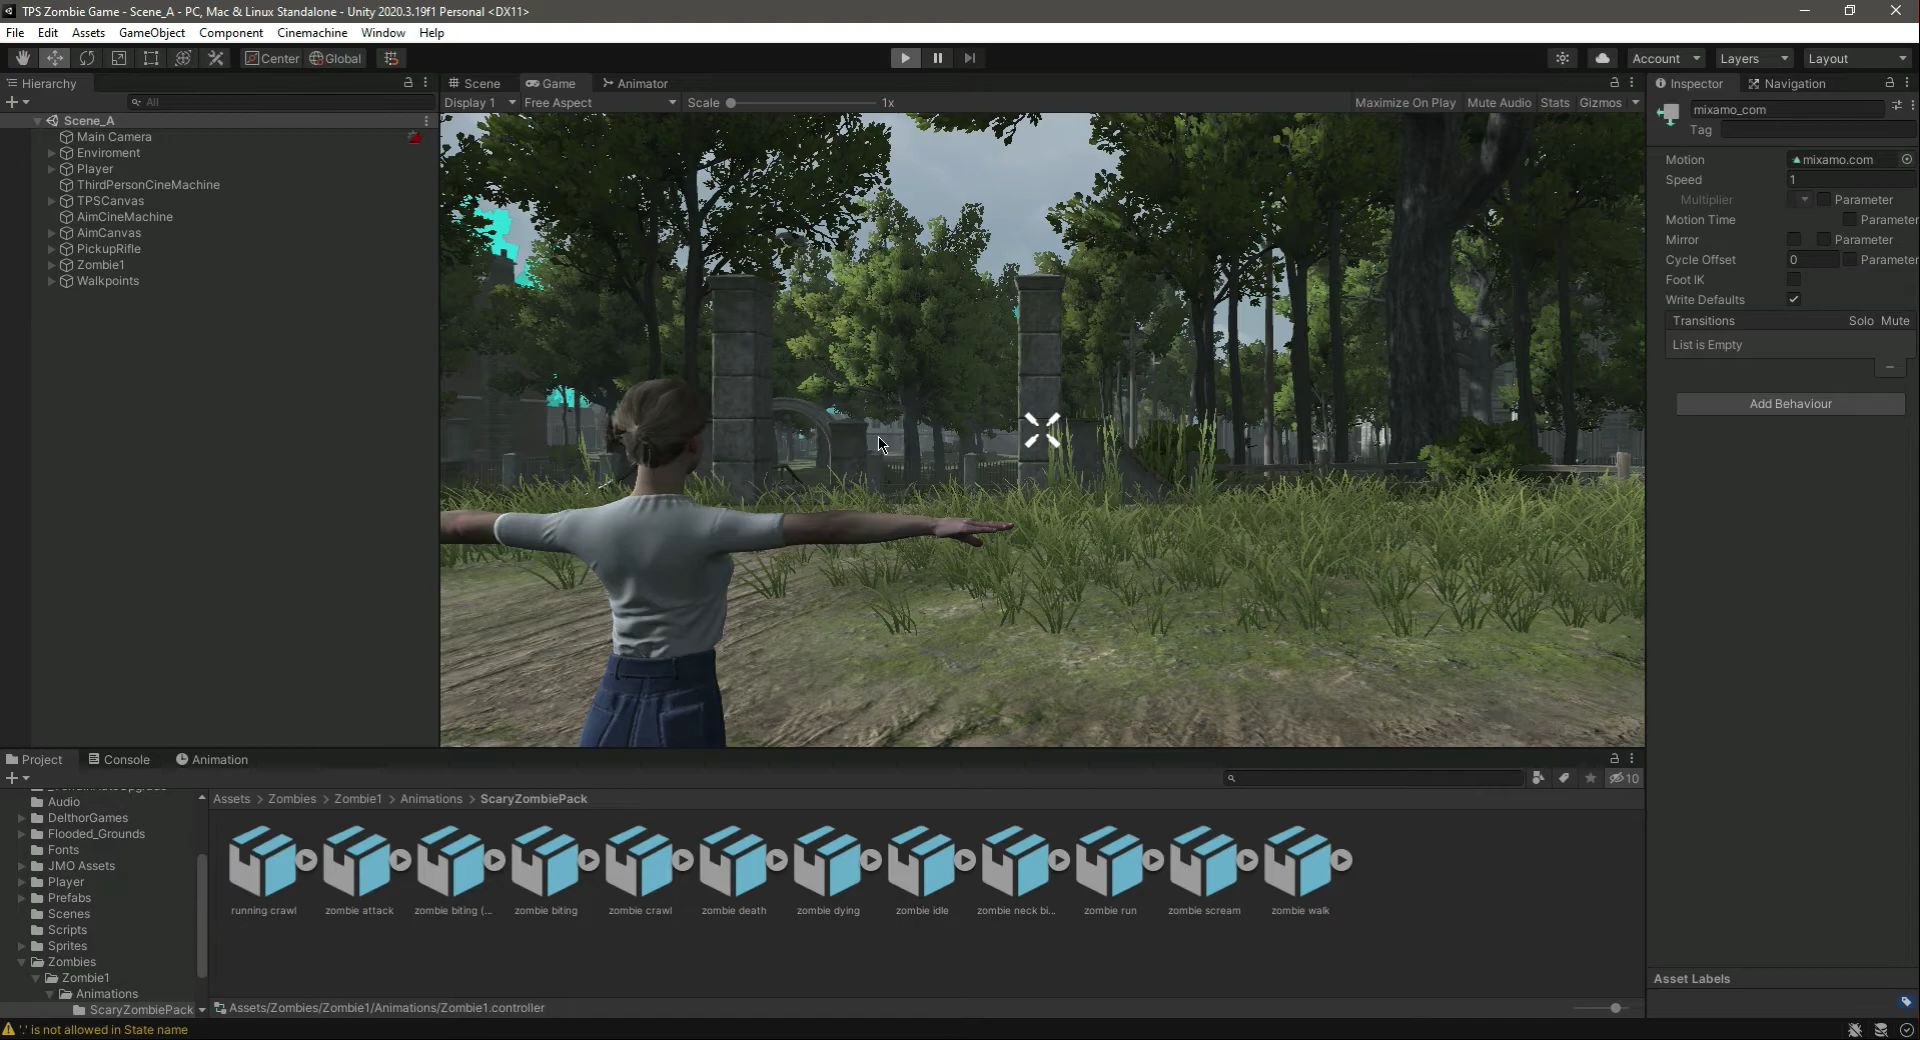 TPS Zombie Game - Scene_A - PC, Mac & Linux Standalone - Unity 2020.3.19f1 Personal <DX11>
File Edit Assets GameObject Component Cinemachine Window Help
Center Global Account Layers Layout
Hierarchy
All
Scene_A
Main Camera
Enviroment
Player
ThirdPersonCineMachine
TPSCanvas
AimCineMachine
AimCanvas
PickupRifle
Zombie1
Walkpoints
Scene Game Animator
Display 1 Free Aspect Scale 1x Maximize On Play Mute Audio Stats Gizmos
Inspector Navigation
mixamo_com
Tag
Motion mixamo.com
Speed 1
Multiplier Parameter
Motion Time Parameter
Mirror Parameter
Cycle Offset 0 Parameter
Foot IK
Write Defaults
Transitions Solo Mute
List is Empty
Add Behaviour
Asset Labels
Project Console Animation
10
Audio
DelthorGames
Flooded_Grounds
Fonts
JMO Assets
Player
Prefabs
Scenes
Scripts
Sprites
Zombies
Zombie1
Animations
ScaryZombiePack
Assets > Zombies > Zombie1 > Animations > ScaryZombiePack
running crawl
zombie attack
zombie biting (...
zombie biting
zombie crawl
zombie death
zombie dying
zombie idle
zombie neck bi...
zombie run
zombie scream
zombie walk
Assets/Zombies/Zombie1/Animations/Zombie1.controller
'.' is not allowed in State name